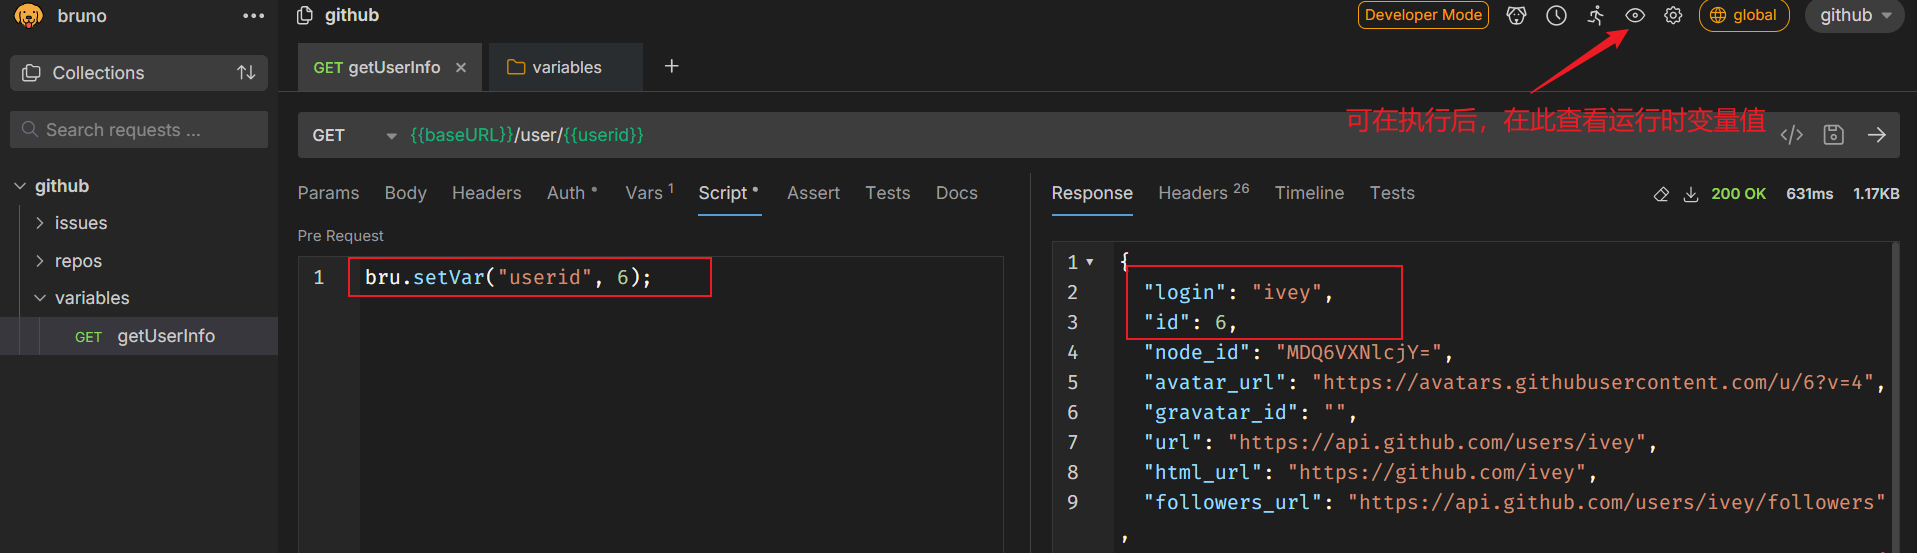 bruno
github
Developer Mode
global
github
Collections
GET getUserInfo
variables
可在执行后，在此查看运行时变量值
Search requests ...
GET
{{baseURL}}/user/{{userid}}
github
issues
repos
variables
GET getUserInfo
Params Body Headers Auth Vars 1 Script Assert Tests Docs
Pre Request
1 bru.setVar("userid", 6);
Response Headers 26 Timeline Tests
200 OK 631ms 1.17KB
1 {
2 "login": "ivey",
3 "id": 6,
4 "node_id": "MDQ6VXNlcjY=",
5 "avatar_url": "https://avatars.githubusercontent.com/u/6?v=4",
6 "gravatar_id": "",
7 "url": "https://api.github.com/users/ivey",
8 "html_url": "https://github.com/ivey",
9 "followers_url": "https://api.github.com/users/ivey/followers"
,